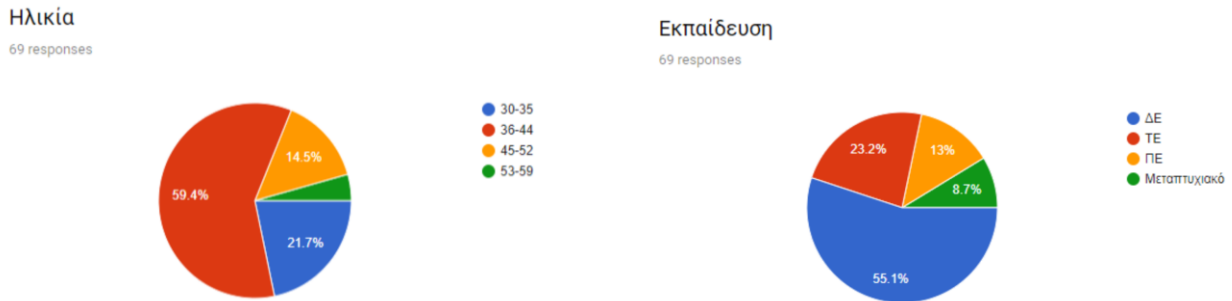 Ηλικία
69 responses
30-35
36-44
45-52
53-59
14.5%
59.4%
21.7%
Εκπαίδευση
69 responses
ΔΕ
ΤΕ
ΠΕ
Μεταπτυχιακό
23.2%
13%
8.7%
55.1%